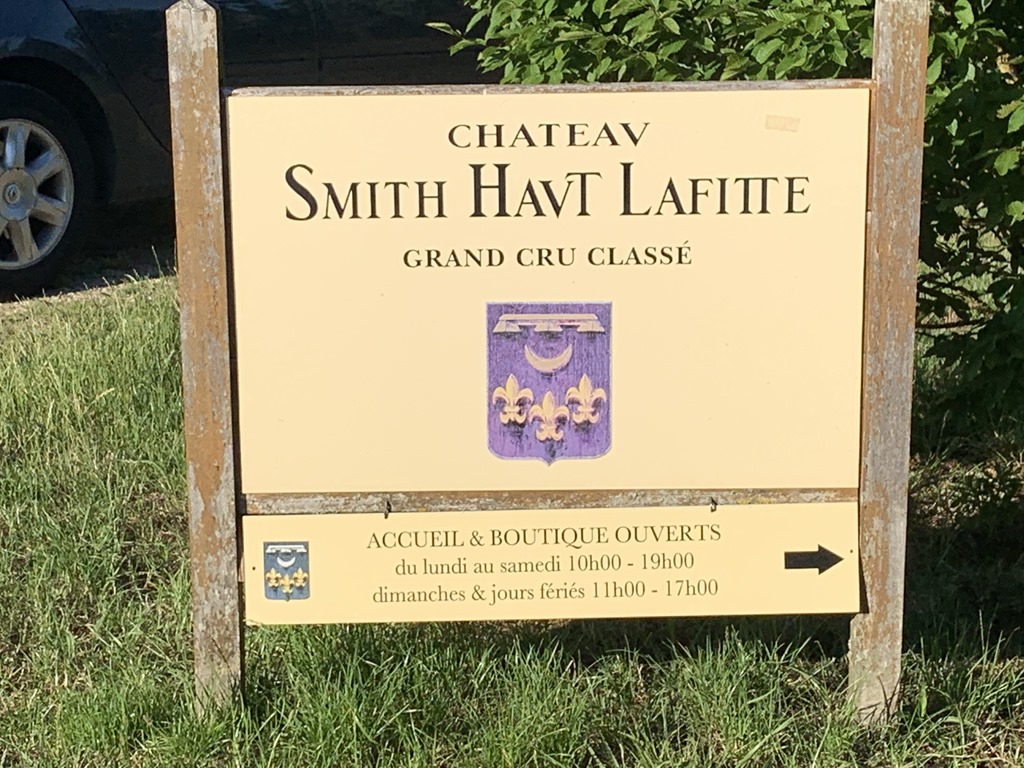 CHATEAV
SMITH HAVT LAFITTE
GRAND CRU CLASSÉ
ACCUEIL & BOUTIQUE OUVERTS
du lundi au samedi 10h00 - 19h00
dimanches & jours fériés 11h00 - 17h00